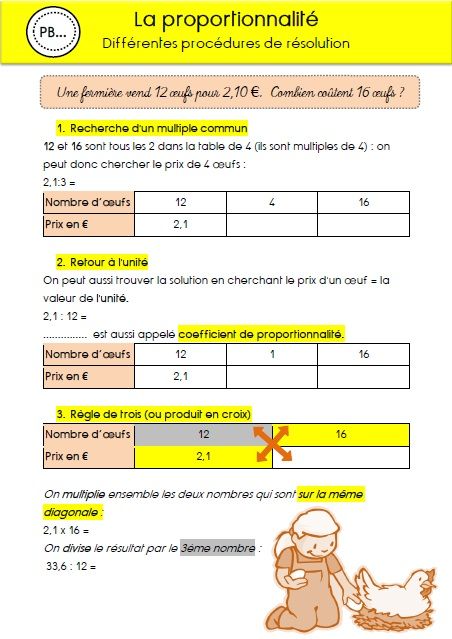 PB...
La proportionnalité
Différentes procédures de résolution
Une fermière vend 12 œufs pour 2,10 €. Combien coûtent 16 œufs ?
1. Recherche d'un multiple commun
12 et 16 sont tous les 2 dans la table de 4 (ils sont multiples de 4) : on
peut donc chercher le prix de 4 œufs :
2,1:3 =
Nombre d'œufs 12 4 16
Prix en € 2,1
2. Retour à l'unité
On peut aussi trouver la solution en cherchant le prix d'un œuf = la
valeur de l'unité.
2,1 : 12 =
............... est aussi appelé coefficient de proportionnalité.
Nombre d'œufs 12 1 16
Prix en € 2,1
3. Règle de trois (ou produit en croix)
Nombre d'œufs 12 16
Prix en € 2,1
On multiplie ensemble les deux nombres qui sont sur la même
diagonale :
2,1 x 16 =
On divise le résultat par le 3ème nombre :
33,6 : 12 =